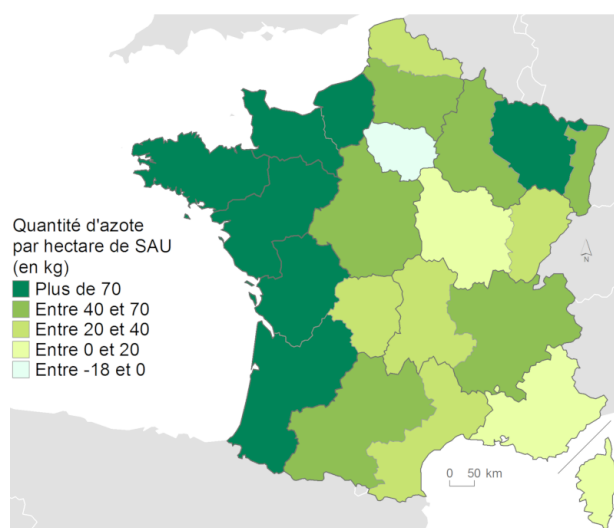 Quantité d'azote
par hectare de SAU
(en kg)
Plus de 70
Entre 40 et 70
Entre 20 et 40
Entre 0 et 20
Entre -18 et 0
N
0 50 km